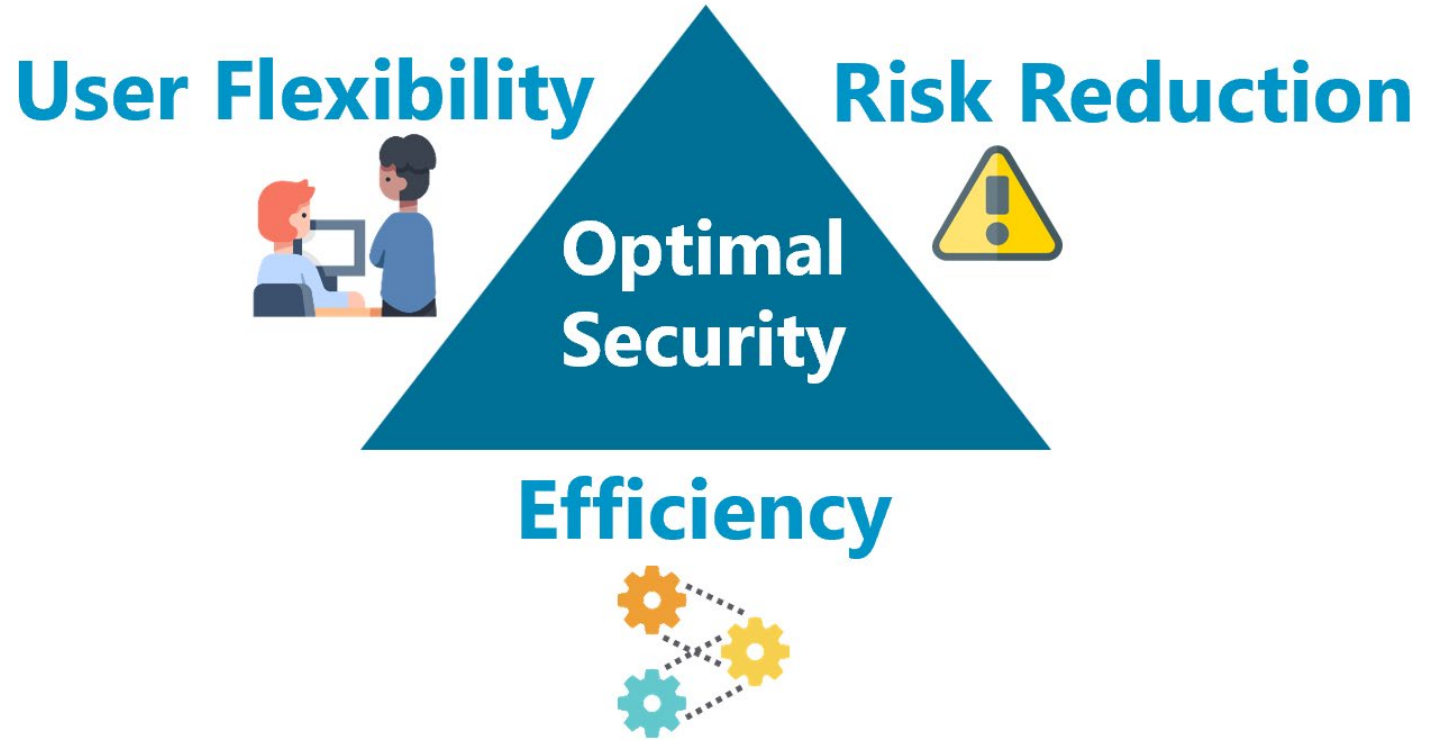 User Flexibility
Risk Reduction
Optimal
Security
Efficiency